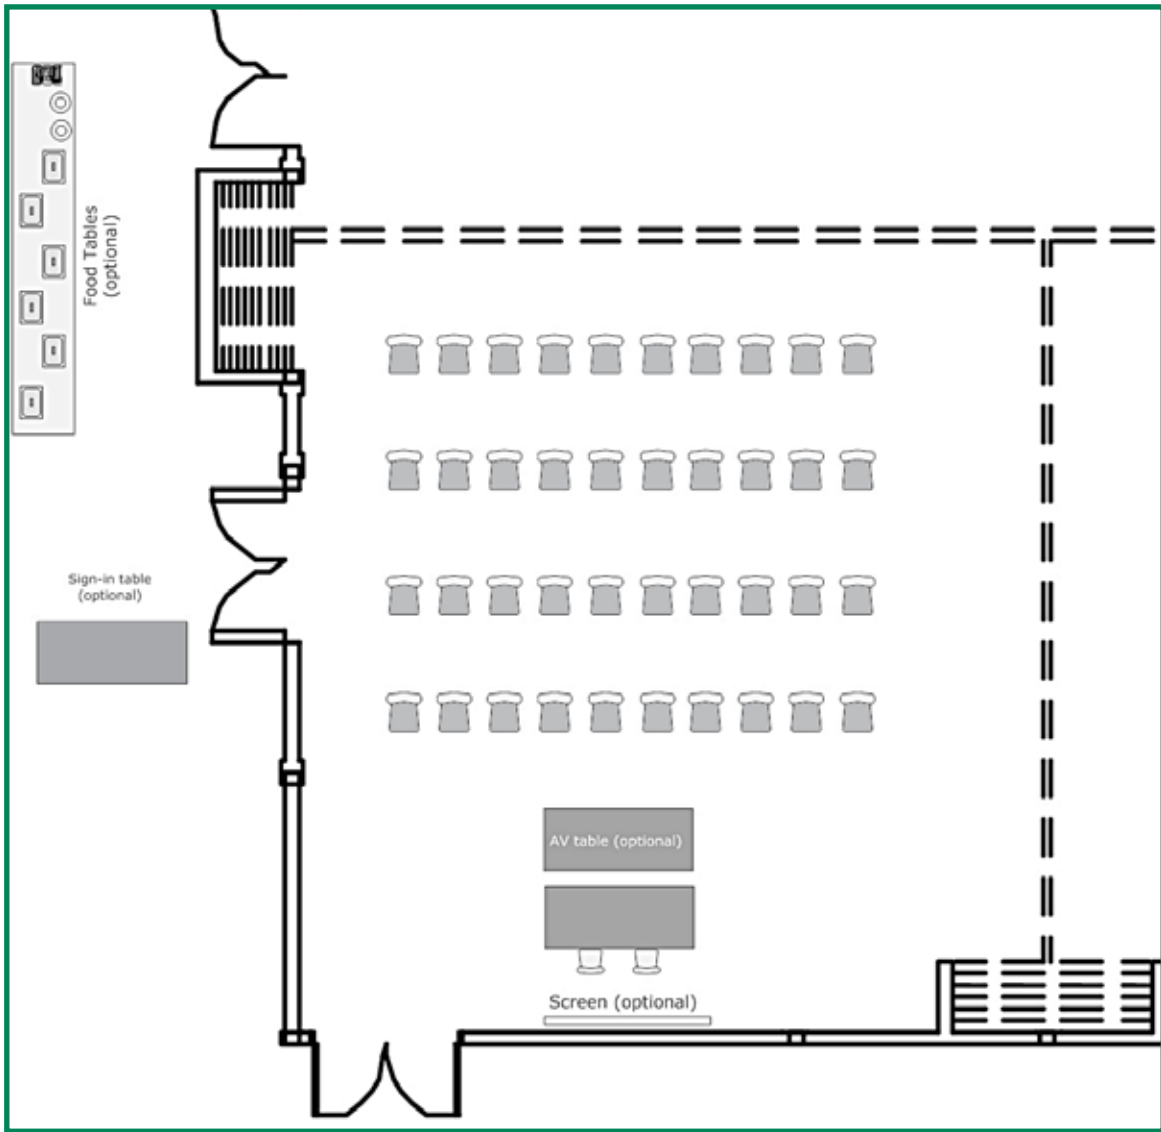 Food Tables
(optional)
Sign-in table
(optional)
AV table (optional)
Screen (optional)